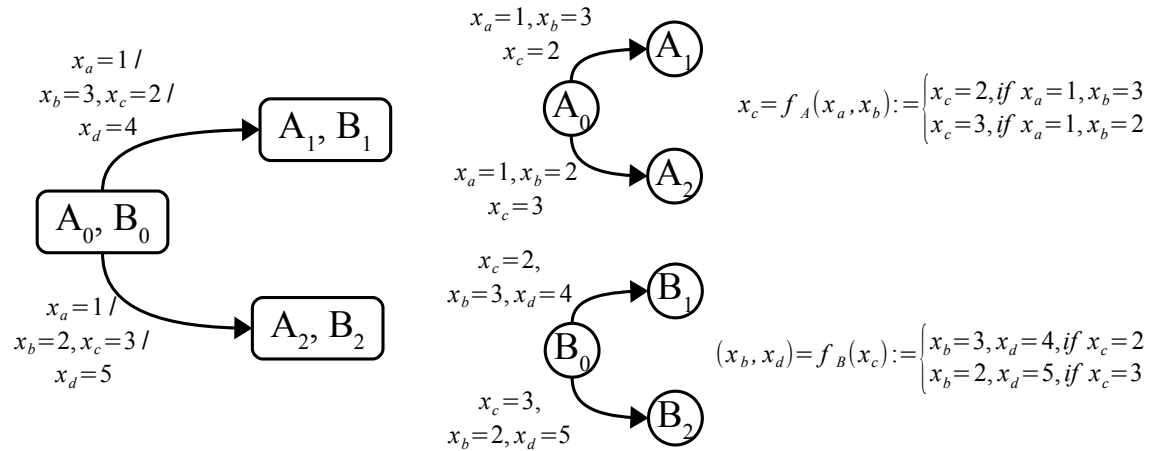 x_a=1 /
x_b=3, x_c=2 /
x_d=4
A_1, B_1
A_0, B_0
x_a=1 /
x_b=2, x_c=3 /
x_d=5
A_2, B_2
x_a=1, x_b=3
x_c=2
A_1
A_0
x_a=1, x_b=2
x_c=3
A_2
x_c=f_A(x_a, x_b):={x_c=2, if x_a=1, x_b=3
x_c=3, if x_a=1, x_b=2
x_c=2,
x_b=3, x_d=4
B_1
B_0
x_c=3,
x_b=2, x_d=5
B_2
(x_b, x_d)=f_B(x_c):={x_b=3, x_d=4, if x_c=2
x_b=2, x_d=5, if x_c=3